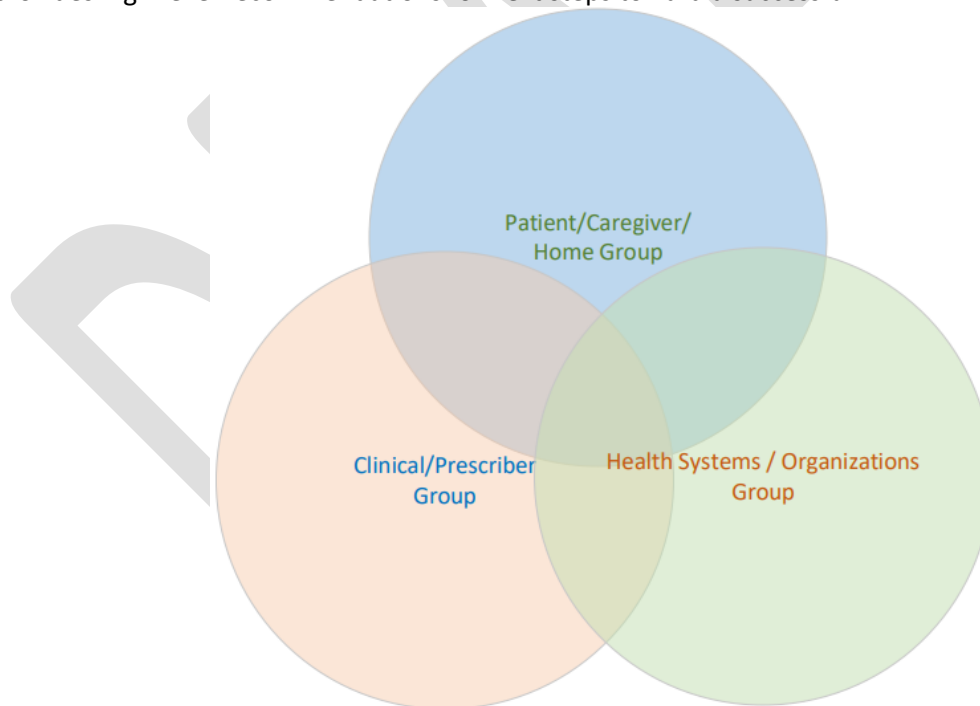 Patient/Caregiver/
Home Group
Clinical/Prescriber
Group
Health Systems / Organizations
Group